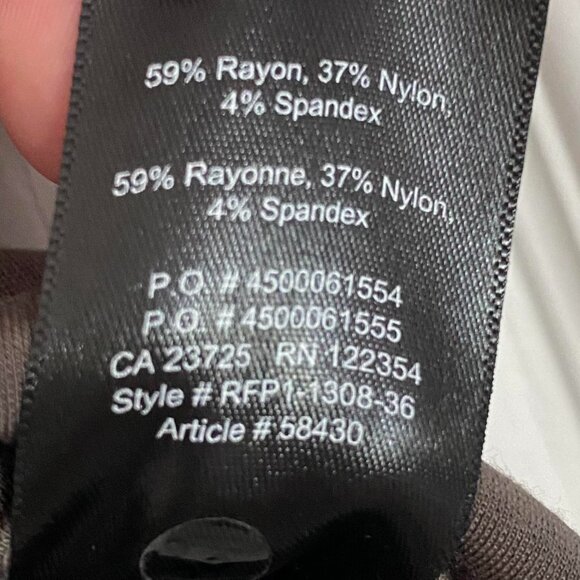 59% Rayon, 37% Nylon,
4% Spandex
59% Rayonne, 37% Nylon,
4% Spandex
P.O. # 4500061554
P.O. # 4500061555
CA 23725 RN 122354
Style # RFP1-1308-36
Article # 58430